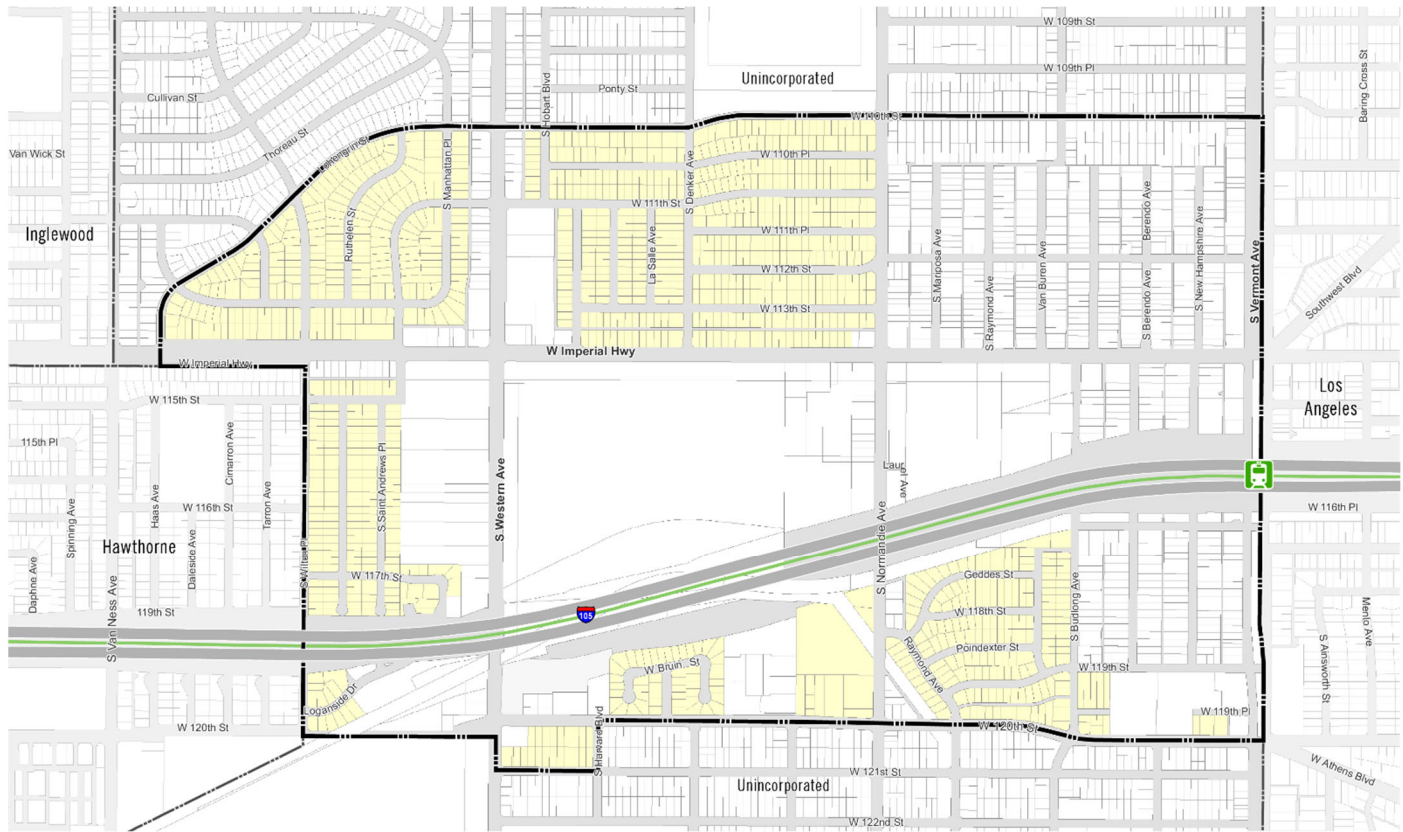 W 109th St
Unincorporated
W 109th Pl
Cullivan St
S Hobart Blvd
Ponty St
Baring Cross St
W 110th St
Thoreau St
Van Wick St
S Manhattan Pl
W 110th Pl
S Denker Ave
Ruthelen St
W 111th St
Berendo Ave
S New Hampshire Ave
Inglewood
La Salle Ave
W 111th Pl
S Mariposa Ave
Van Buren Ave
S Vermont Ave
W 112th St
S Raymond Ave
S Berendo Ave
Southwest Blvd
W 113th St
W Imperial Hwy
W Imperial Hwy
Los
Angeles
W 115th St
115th Pl
Cimarron Ave
S Saint Andrews Pl
S Western Ave
Laurel Ave
Spinning Ave
Haas Ave
W 116th St
Tarron Ave
W 116th Pl
Hawthorne
Daleside Ave
S Wilton Pl
S Normandie Ave
Daphne Ave
W 117th St
Geddes St
S Van Ness Ave
119th St
105
W 118th St
S Budlong Ave
Menlo Ave
Poindexter St
S Ainsworth St
W Bruin.. St
Raymond Ave
W 119th St
Loganside Dr
W 119th Pl
W 120th St
S Harvard Blvd
W 120th St
W 121st St
Unincorporated
W Athens Blvd
W 122nd St